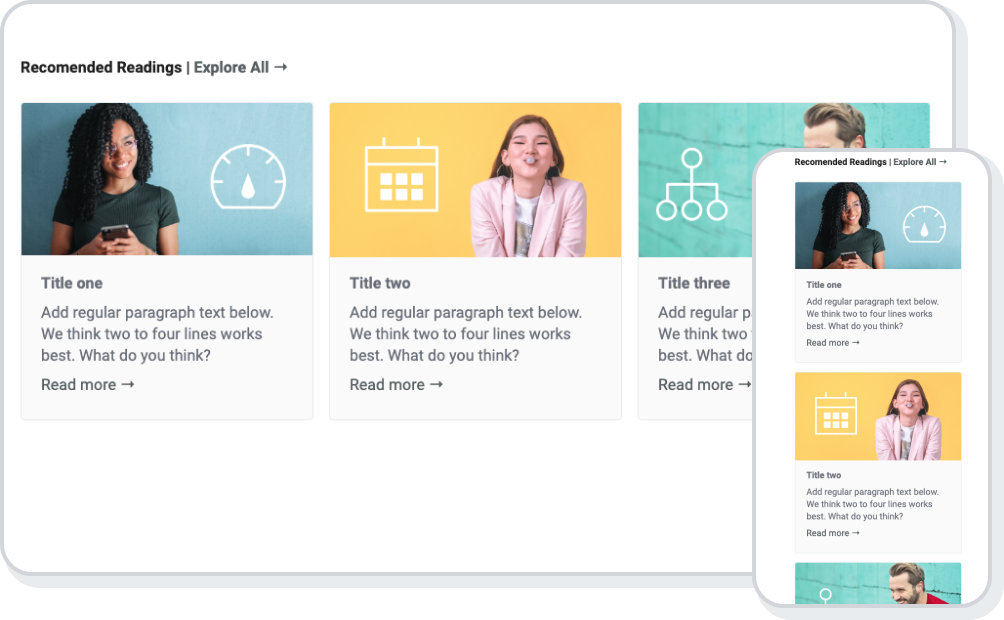 Recomended Readings | Explore All →
Title one
Add regular paragraph text below.
We think two to four lines works
best. What do you think?
Read more →
Title two
Add regular paragraph text below.
We think two to four lines works
best. What do you think?
Read more →
Title three
Add regular p
We think two
best. What do
Read more →
Recomended Readings | Explore All →
Title one
Add regular paragraph text below.
We think two to four lines works
best. What do you think?
Read more →
Title two
Add regular paragraph text below.
We think two to four lines works
best. What do you think?
Read more →